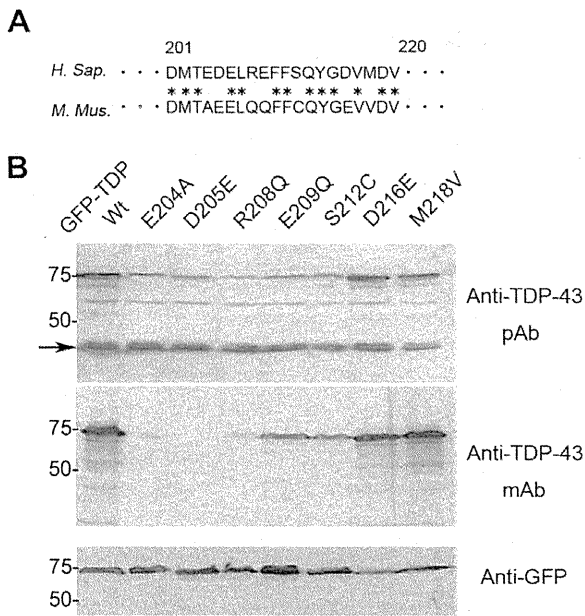 A
201 220
H. Sap. · · · DMTEDELREFFSQYGDVMDV · · ·
*** ** ** *** * **
M. Mus. · · · DMTAEELQQFFCQYGEVVDV · · ·
B
GFP-TDP Wt E204A D205E R208Q E209Q S212C D216E M218V
75-
50-
Anti-TDP-43
pAb
75-
50-
Anti-TDP-43
mAb
75-
50-
Anti-GFP